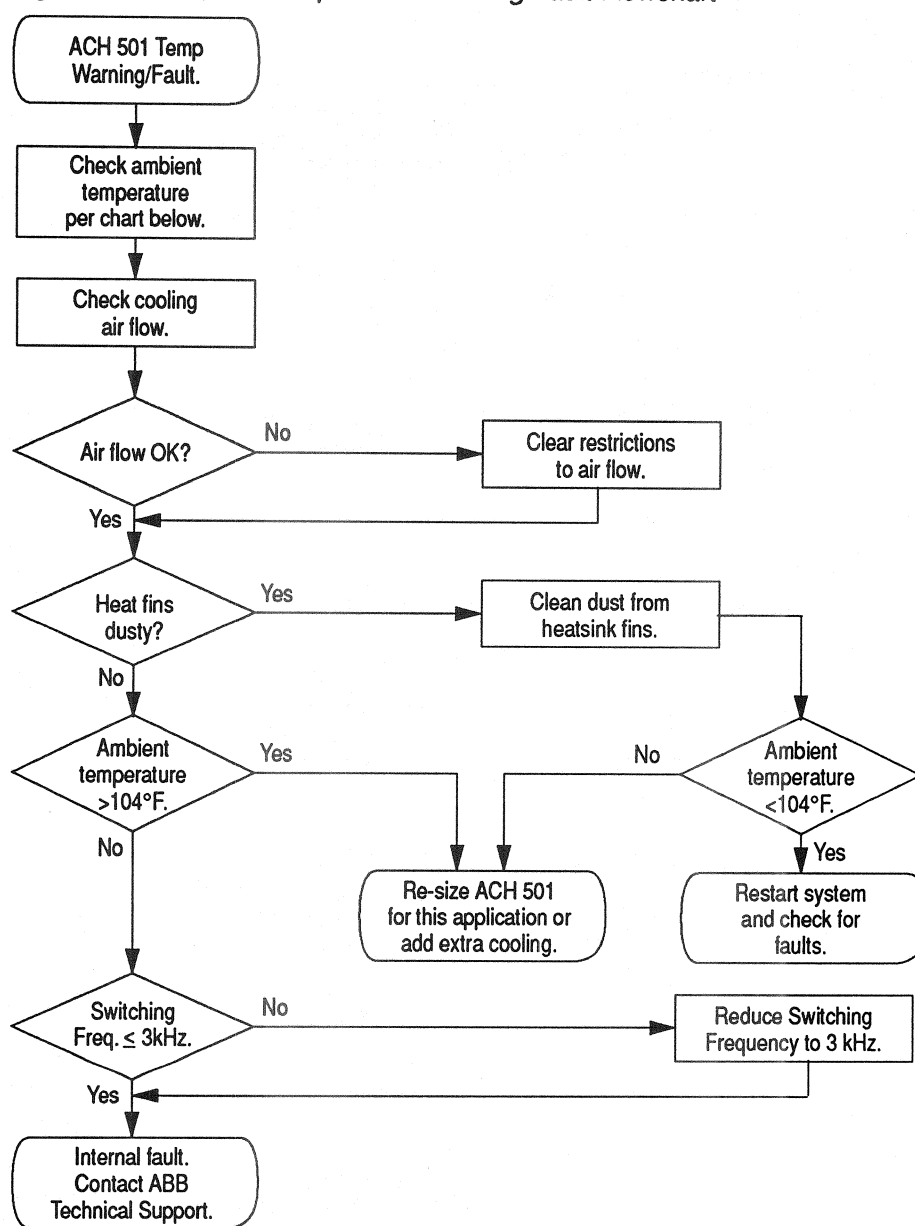 ACH 501 Temp
Warning/Fault.
Check ambient
temperature
per chart below.
Check cooling
air flow.
Air flow OK?
No
Clear restrictions
to air flow.
Yes
Heat fins
dusty?
Yes
Clean dust from
heatsink fins.
No
Ambient
temperature
>104°F.
Yes
No
Ambient
temperature
<104°F.
No
Yes
Re-size ACH 501
for this application or
add extra cooling.
Restart system
and check for
faults.
Switching
Freq. ≤ 3kHz.
No
Reduce Switching
Frequency to 3 kHz.
Yes
Internal fault.
Contact ABB
Technical Support.